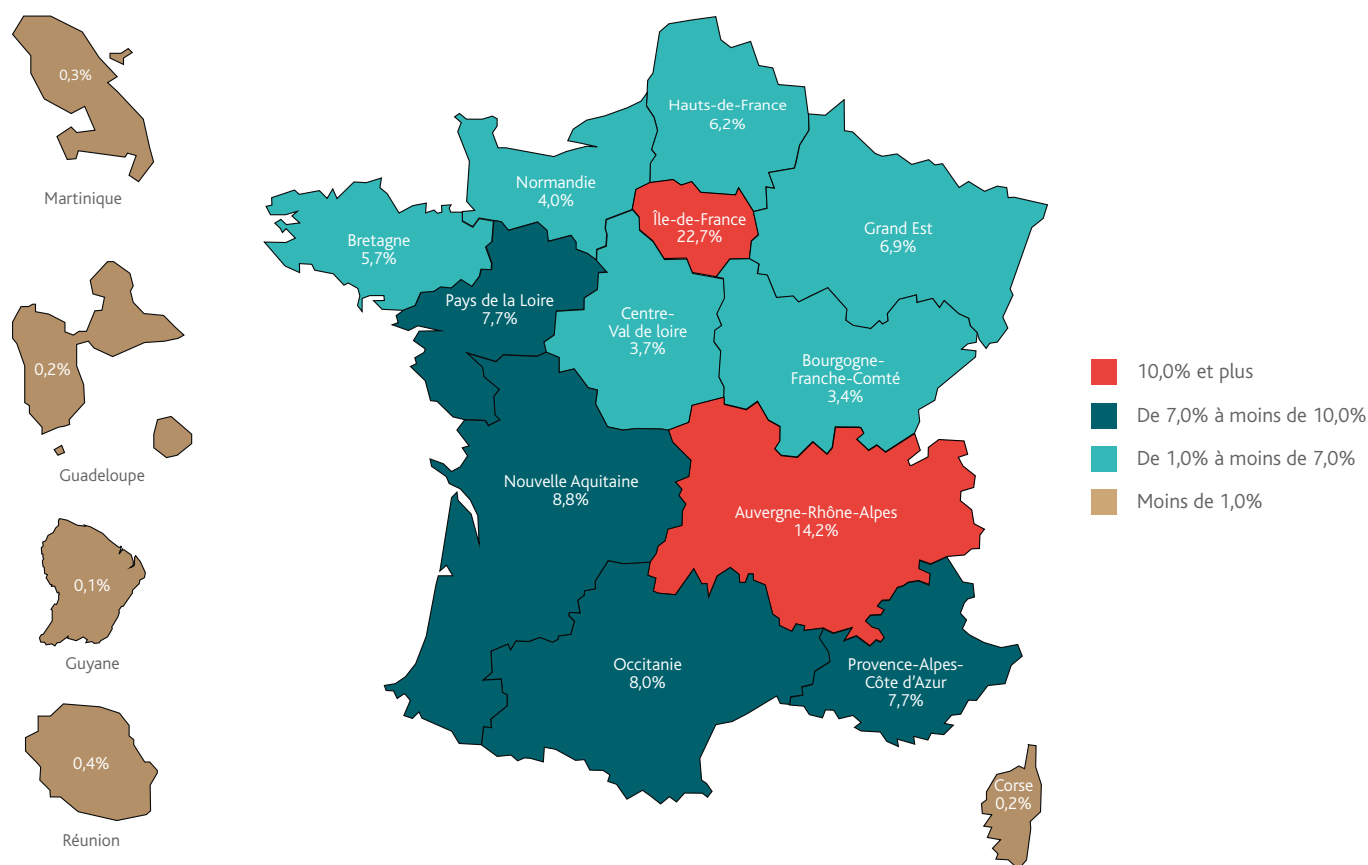 0,3%
Martinique
0,2%
Guadeloupe
0,1%
Guyane
0,4%
Réunion
Hauts-de-France
6,2%
Normandie
4,0%
Île-de-France
22,7%
Grand Est
6,9%
Bretagne
5,7%
Pays de la Loire
7,7%
Centre-
Val de loire
3,7%
Bourgogne-
Franche-Comté
3,4%
Nouvelle Aquitaine
8,8%
Auvergne-Rhône-Alpes
14,2%
Occitanie
8,0%
Provence-Alpes-
Côte d'Azur
7,7%
Corse
0,2%
10,0% et plus
De 7,0% à moins de 10,0%
De 1,0% à moins de 7,0%
Moins de 1,0%